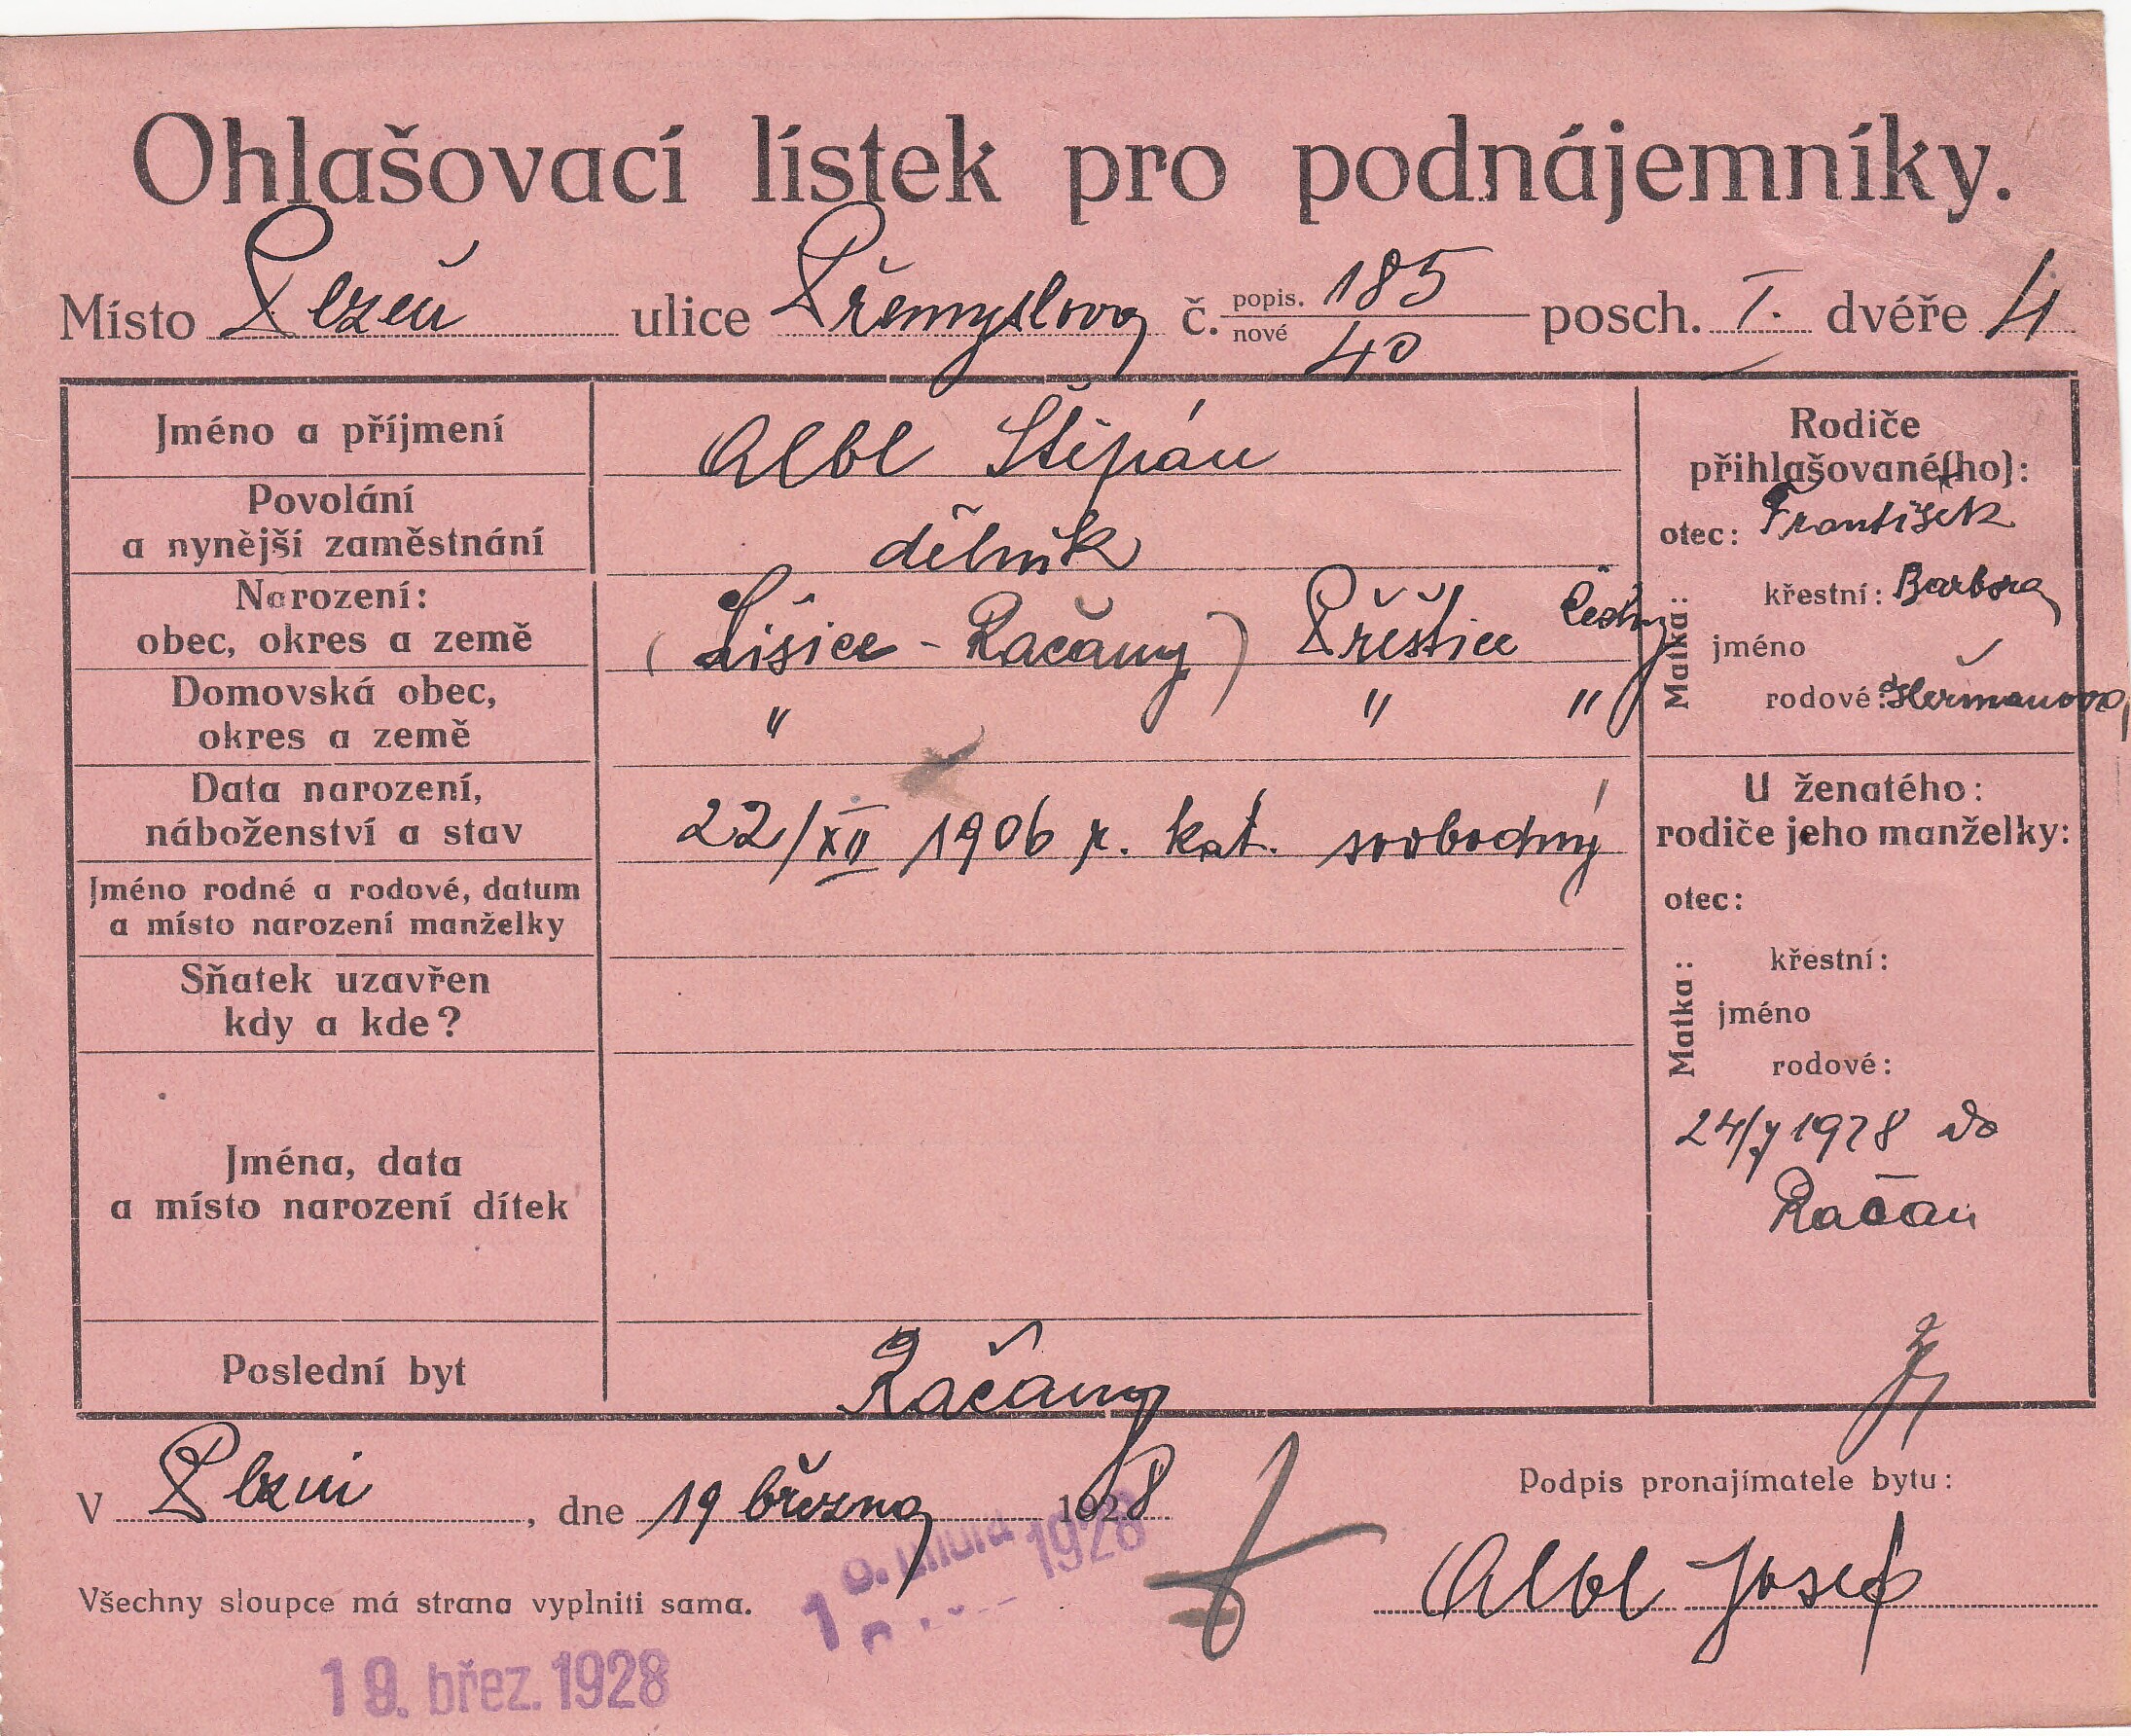 Ohlašovací lístek pro podnájemníky.
Místo Plzeň ulice Přemyslova č. popis. 185 posch. I. dvéře 4
nové 40
Jméno a příjmení Albl Štěpán
Povolání
a nynější zaměstnání dělník
Narození:
obec, okres a země (Lišice - Račany) Přeštice Čechy
Domovská obec,
okres a země " " "
Data narození,
náboženství a stav 22/XII 1906 ř. kat. svobodný
Jméno rodné a rodové, datum
a místo narození manželky
Sňatek uzavřen
kdy a kde?
Jména, data
a místo narození dítek
Poslední byt Račany
Rodiče
přihlašované(ho):
otec: František
Matka:
křestní: Barbora
jméno
rodové: Heřmanova
U ženatého:
rodiče jeho manželky:
otec:
Matka:
křestní:
jméno
rodové:
24/ 1928 do
Račan
V Plzni, dne 19 března 1928
Podpis pronajímatele bytu:
Albl Josef
Všechny sloupce má strana vyplniti sama.
1928
19. břez. 1928